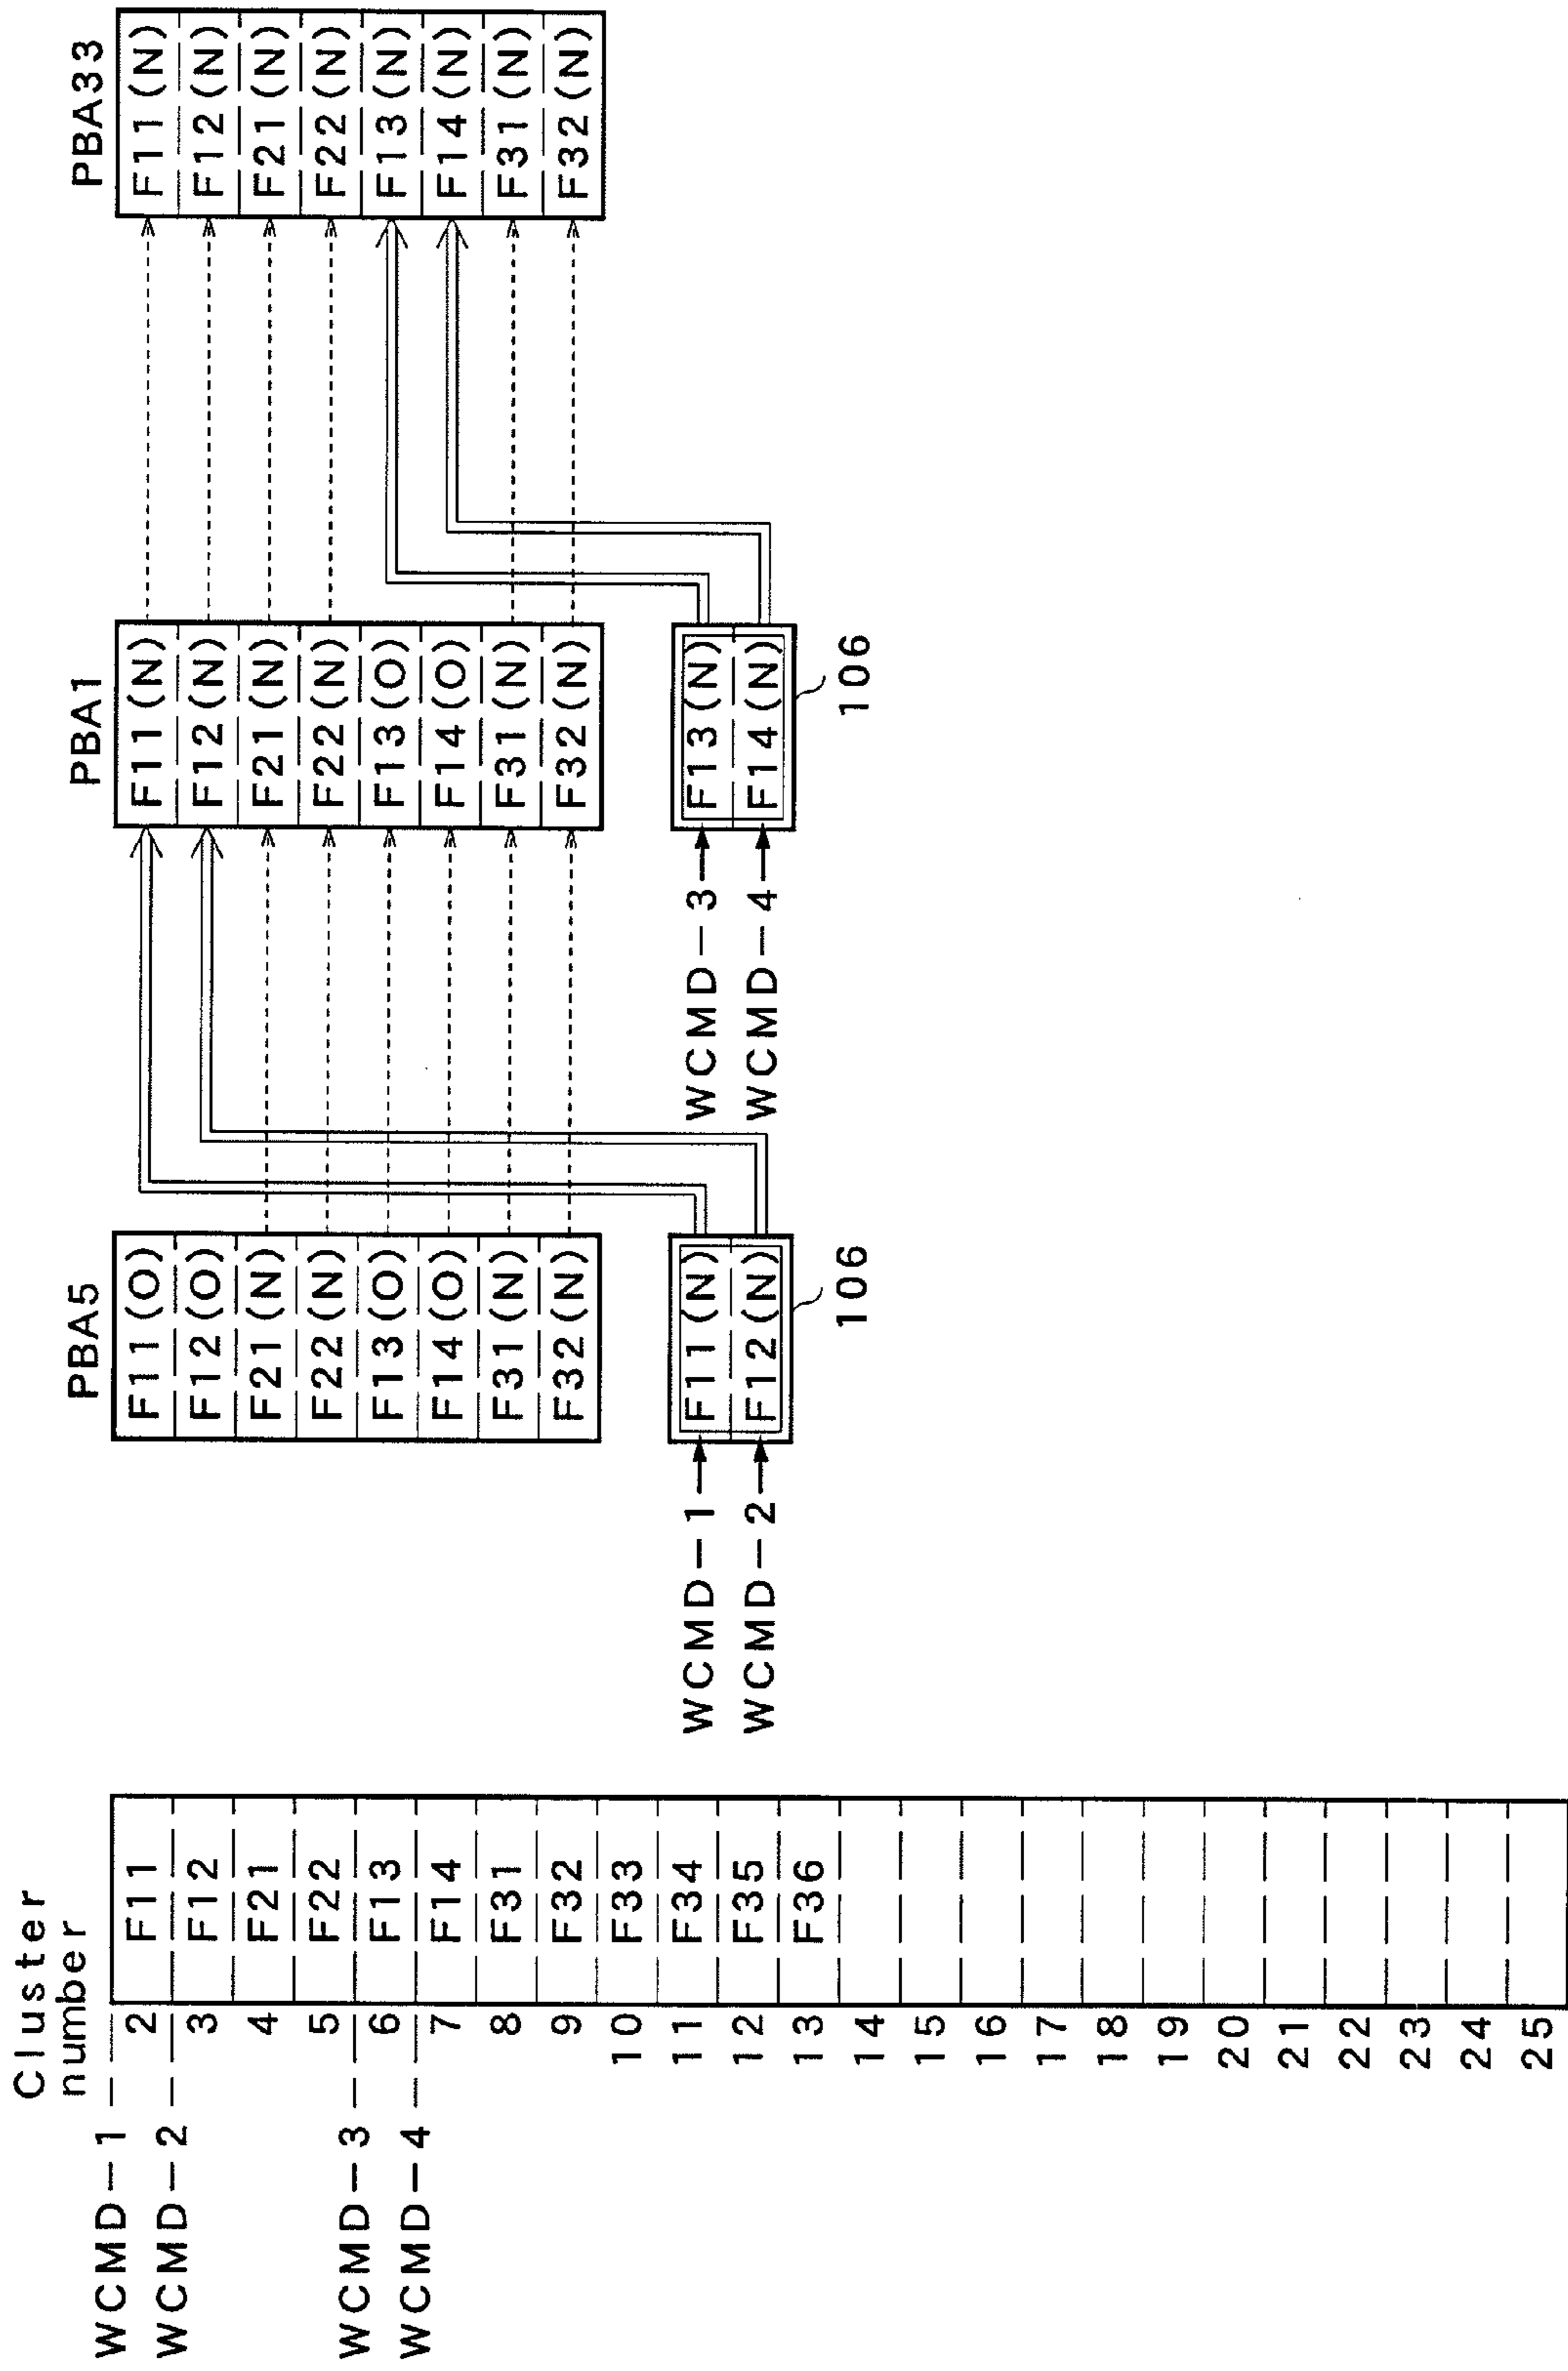 Cluster
number
WCMD-1
WCMD-2
WCMD-3
WCMD-4
2 F11
3 F12
4 F21
5 F22
6 F13
7 F14
8 F31
9 F32
10 F33
11 F34
12 F35
13 F36
14
15
16
17
18
19
20
21
22
23
24
25
PBA5
F11(O)
F12(O)
F21(N)
F22(N)
F13(O)
F14(O)
F31(N)
F32(N)
WCMD-1
F11(N)
WCMD-2
F12(N)
106
PBA1
F11(N)
F12(N)
F21(N)
F22(N)
F13(O)
F14(O)
F31(N)
F32(N)
WCMD-3
F13(N)
WCMD-4
F14(N)
106
PBA33
F11(N)
F12(N)
F21(N)
F22(N)
F13(N)
F14(N)
F31(N)
F32(N)